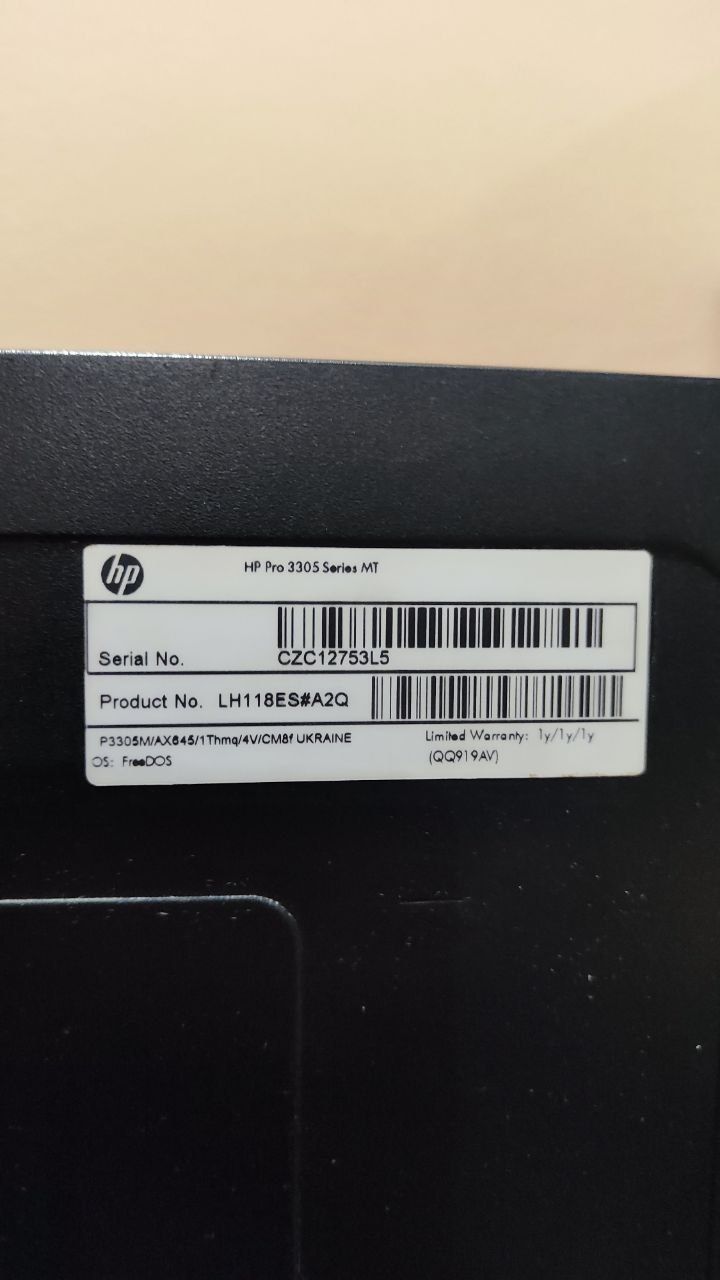 hp
HP Pro 3305 Series MT
Serial No.
CZC12753L5
Product No. LH118ES#A2Q
P3305M/AX645/1Thmq/4V/CM8f UKRAINE
Limited Warranty: 1y/1y/1y
OS: FreeDOS
(QQ919AV)